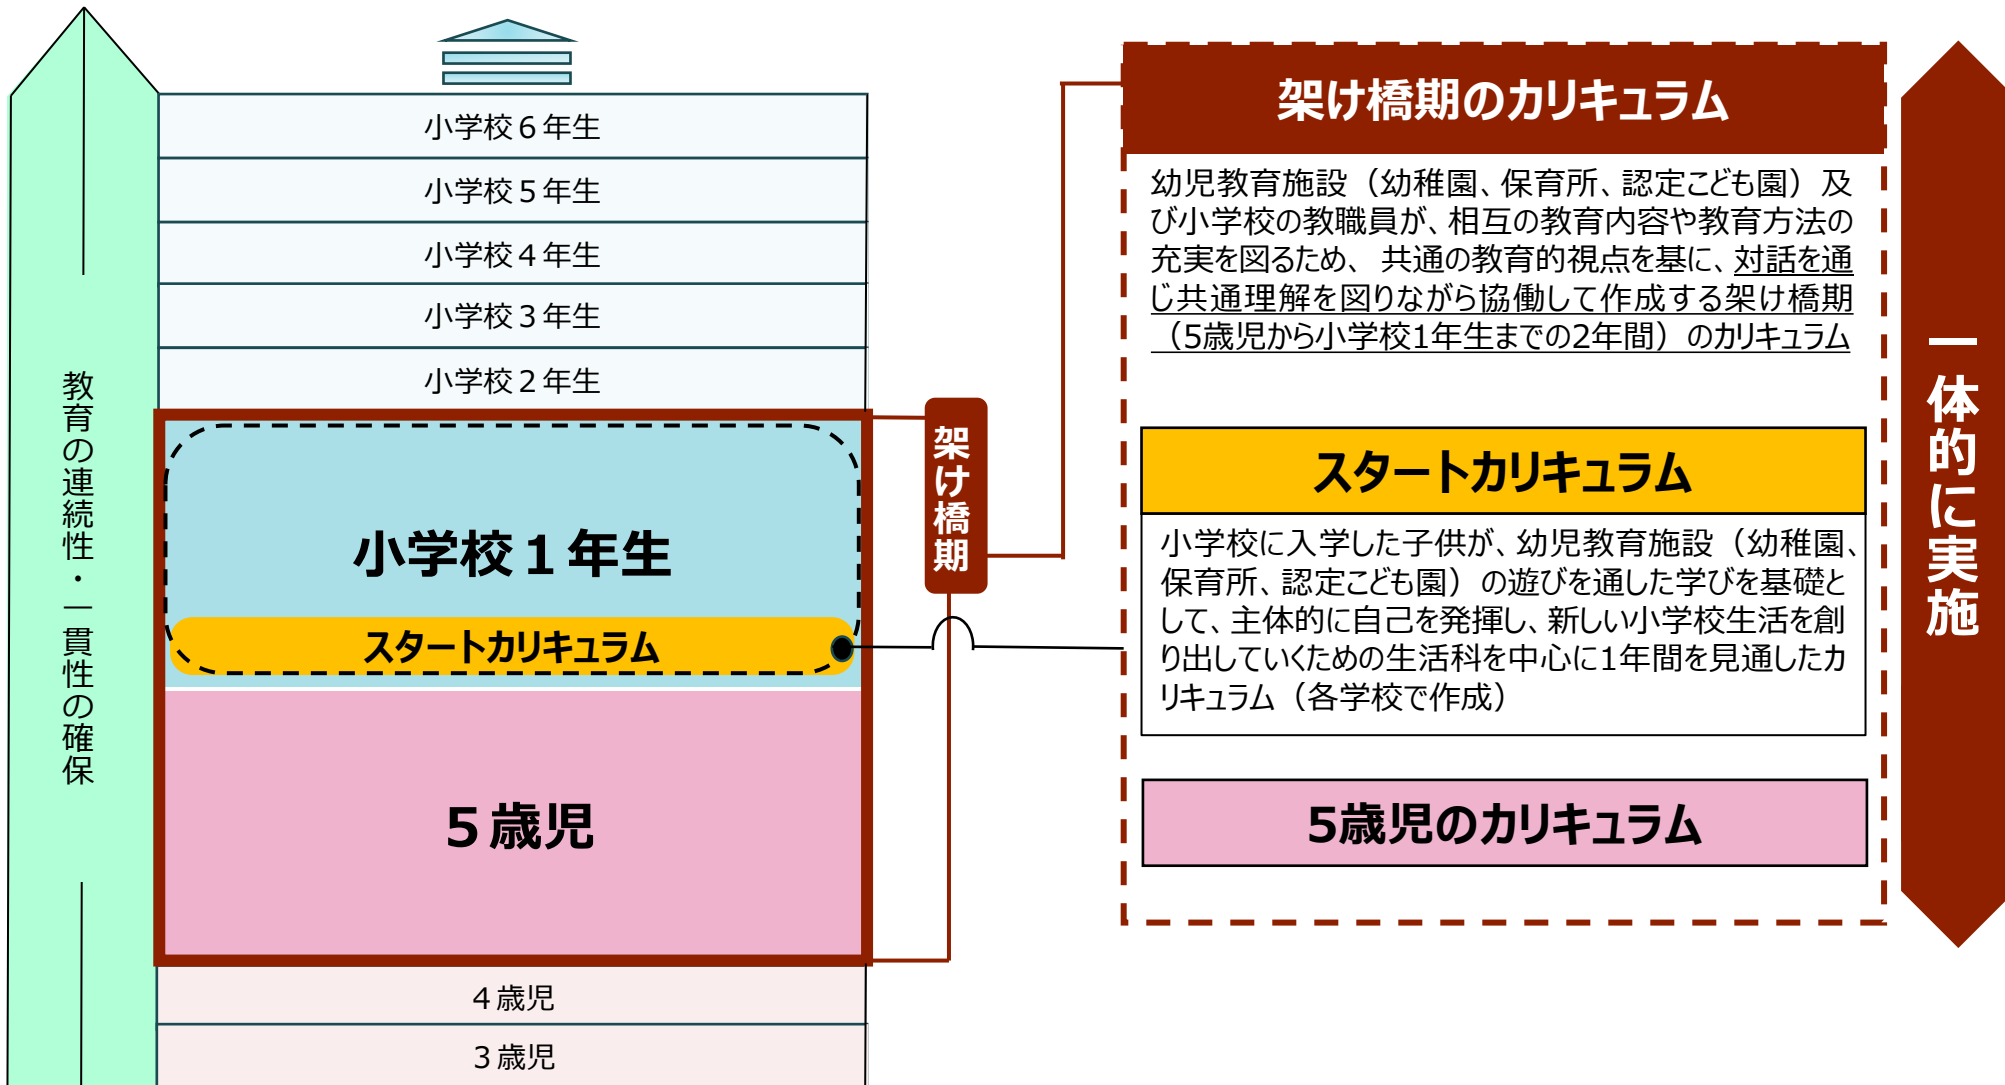 教育の連続性・一貫性の確保
小学校６年生
小学校５年生
小学校４年生
小学校３年生
小学校２年生
小学校１年生
スタートカリキュラム
５歳児
４歳児
３歳児
架け橋期
架け橋期のカリキュラム
幼児教育施設（幼稚園、保育所、認定こども園）及
び小学校の教職員が、相互の教育内容や教育方法の
充実を図るため、 共通の教育的視点を基に、対話を通
じ共通理解を図りながら協働して作成する架け橋期
（5歳児から小学校1年生までの2年間）のカリキュラム
スタートカリキュラム
小学校に入学した子供が、幼児教育施設（幼稚園、
保育所、認定こども園）の遊びを通した学びを基礎と
して、主体的に自己を発揮し、新しい小学校生活を創
り出していくための生活科を中心に1年間を見通したカ
リキュラム（各学校で作成）
5歳児のカリキュラム
一体的に実施